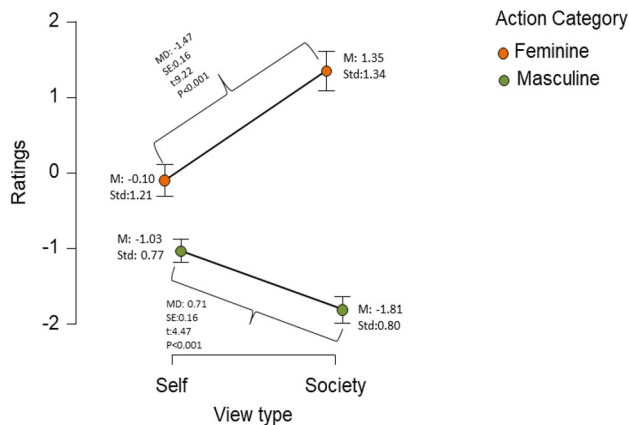 Action Category
Feminine
Masculine
2
1
0
-1
-2
Ratings
MD: -1.47
SE:0.16
t:9.22
P<0.001
M: 1.35
Std:1.34
M: -0.10
Std:1.21
M: -1.03
Std: 0.77
MD: 0.71
SE:0.16
t:4.47
P<0.001
M: -1.81
Std:0.80
Self
Society
View type